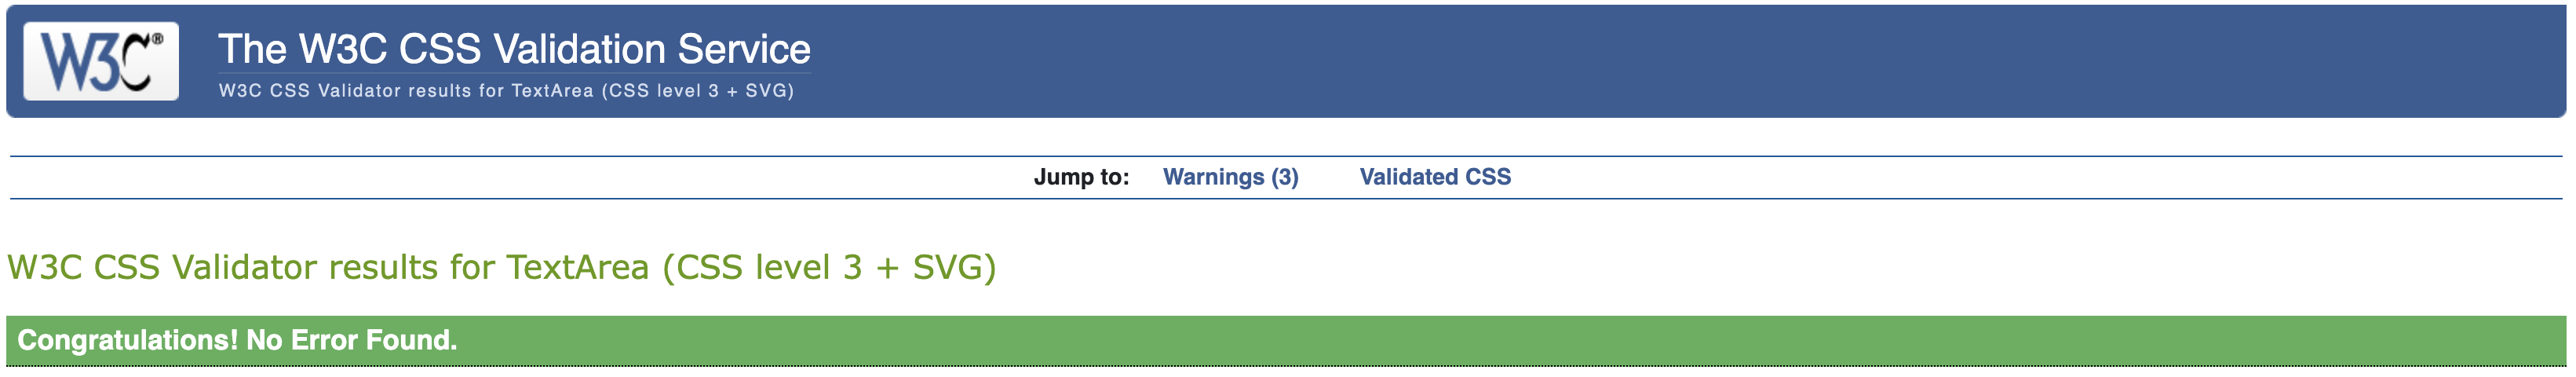 W3C®
The W3C CSS Validation Service
W3C CSS Validator results for TextArea (CSS level 3 + SVG)
Jump to: Warnings (3) Validated CSS
W3C CSS Validator results for TextArea (CSS level 3 + SVG)
Congratulations! No Error Found.